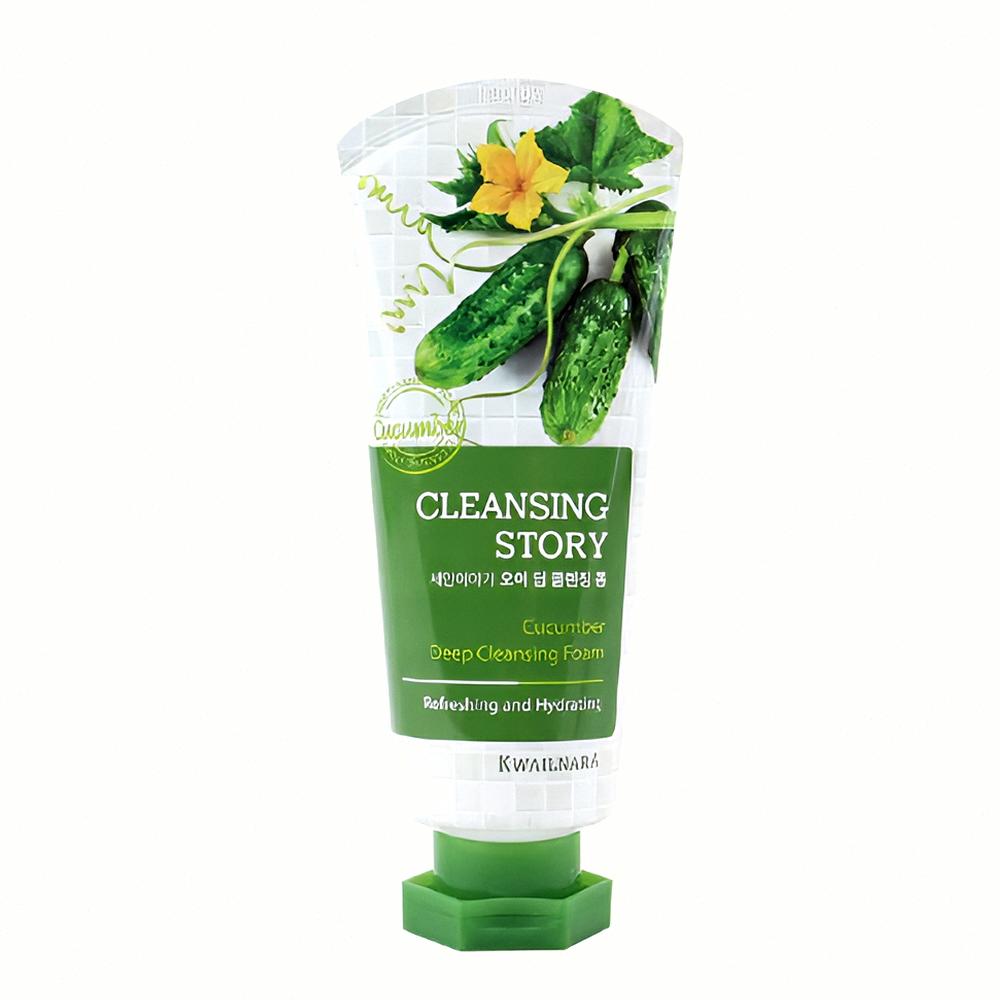 Cucumber
CLEANSING
STORY
세안이야기 오이 딥 클렌징 폼
Cucumber
Deep Cleansing Foam
Refreshing and Hydrating
KWAILNARA